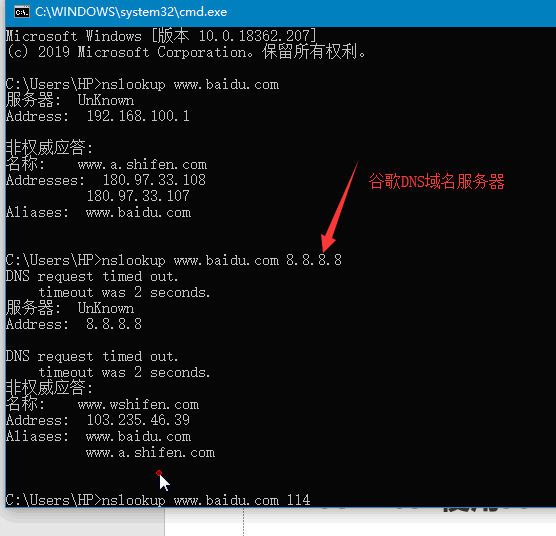 C:\WINDOWS\system32\cmd.exe
Microsoft Windows [版本 10.0.18362.207]
(c) 2019 Microsoft Corporation。保留所有权利。
C:\Users\HP>nslookup www.baidu.com
服务器:  UnKnown
Address:  192.168.100.1
非权威应答:
名称:    www.a.shifen.com
Addresses:  180.97.33.108
          180.97.33.107
Aliases:  www.baidu.com
谷歌DNS域名服务器
C:\Users\HP>nslookup www.baidu.com 8.8.8.8
DNS request timed out.
    timeout was 2 seconds.
服务器:  UnKnown
Address:  8.8.8.8
DNS request timed out.
    timeout was 2 seconds.
非权威应答:
名称:    www.wshifen.com
Address:  103.235.46.39
Aliases:  www.baidu.com
          www.a.shifen.com
C:\Users\HP>nslookup www.baidu.com 114